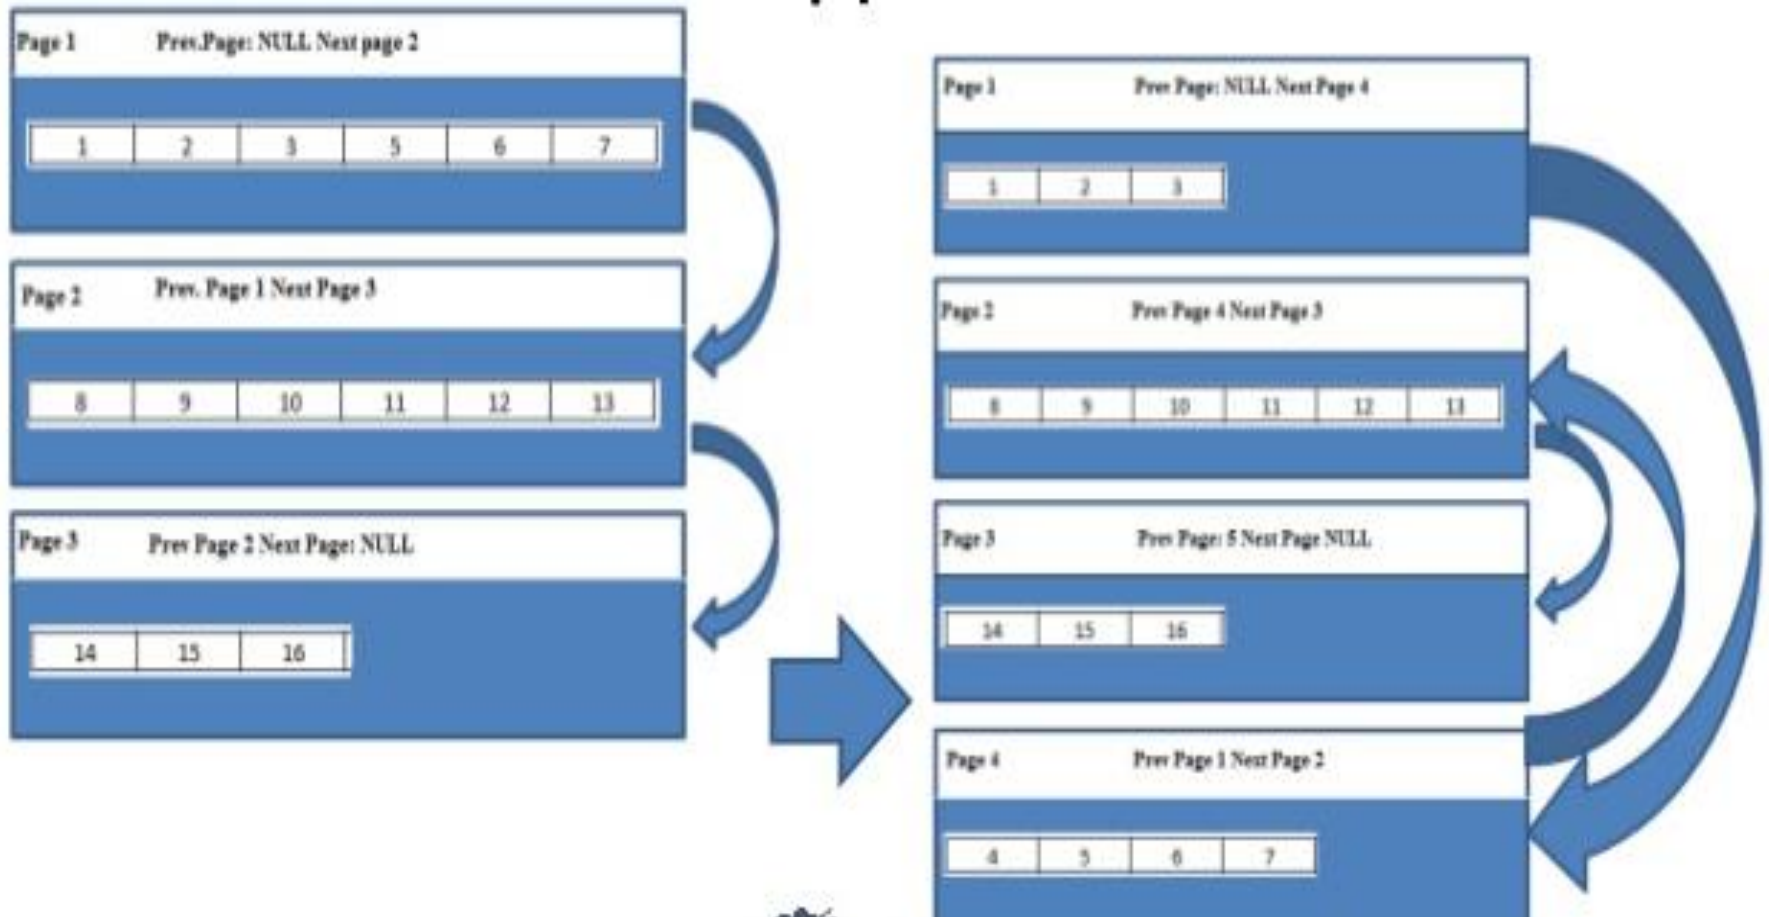 Page 1 Prev.Page: NULL Next page 2
1 2 3 5 6 7
Page 2 Prev. Page 1 Next Page 3
8 9 10 11 12 13
Page 3 Prev Page 2 Next Page: NULL
14 15 16
Page 1 Prev Page: NULL Next Page 4
1 2 3
Page 2 Prev Page 4 Next Page 3
8 9 10 11 12 13
Page 3 Prev Page: 5 Next Page NULL
14 15 16
Page 4 Prev Page 1 Next Page 2
4 5 6 7